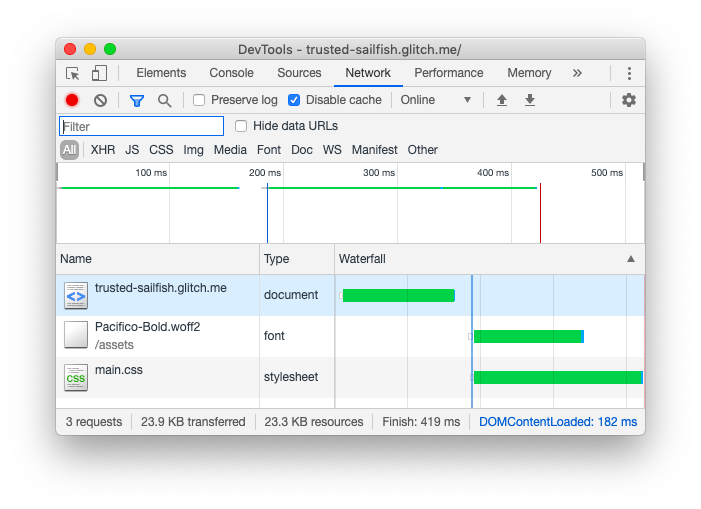 DevTools - trusted-sailfish.glitch.me/
Elements Console Sources Network Performance Memory »
Preserve log Disable cache Online
Filter Hide data URLs
All XHR JS CSS Img Media Font Doc WS Manifest Other
100 ms 200 ms 300 ms 400 ms 500 ms
Name Type Waterfall
trusted-sailfish.glitch.me document
Pacifico-Bold.woff2
/assets font
main.css stylesheet
CSS
3 requests 23.9 KB transferred 23.3 KB resources Finish: 419 ms DOMContentLoaded: 182 ms